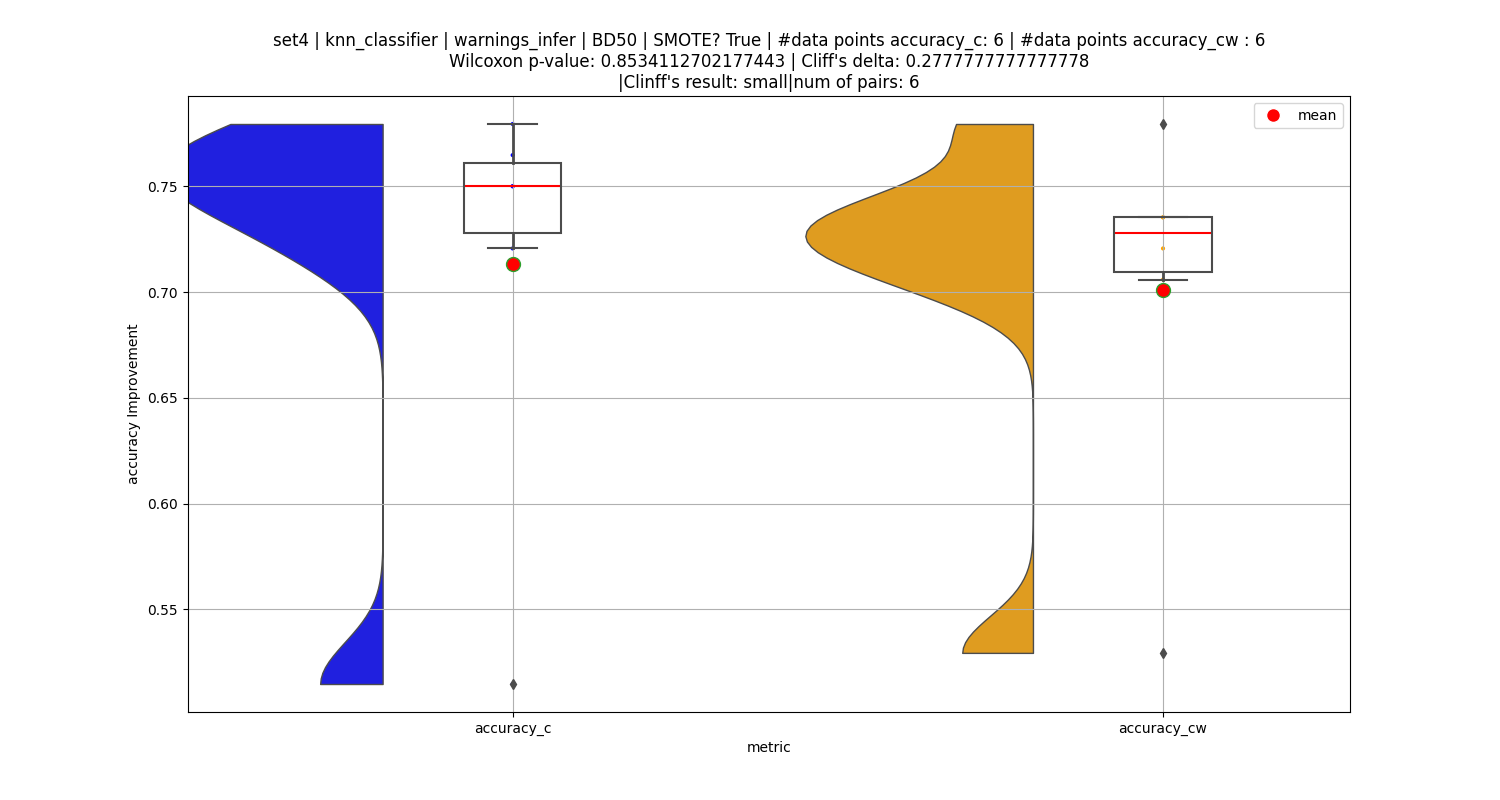 set4 | knn_classifier | warnings_infer | BD50 | SMOTE? True | #data points accuracy_c: 6 | #data points accuracy_cw : 6
Wilcoxon p-value: 0.8534112702177443 | Cliff's delta: 0.2777777777777778
|Clinff's result: small|num of pairs: 6
mean
0.75
0.70
0.65
0.60
0.55
accuracy Improvement
accuracy_c
accuracy_cw
metric